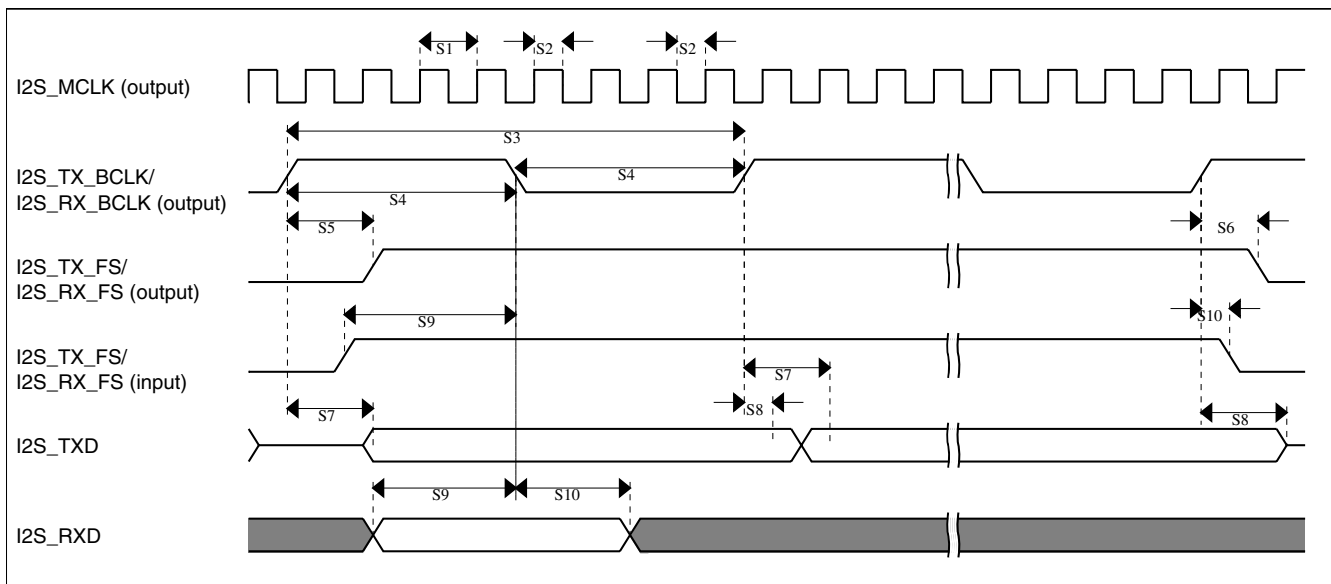 S1
S2
S2
I2S_MCLK (output)
S3
I2S_TX_BCLK/
I2S_RX_BCLK (output)
S4
S4
S5
S6
I2S_TX_FS/
I2S_RX_FS (output)
S9
S10
I2S_TX_FS/
I2S_RX_FS (input)
S7
S7
S8
S8
I2S_TXD
S9
S10
I2S_RXD